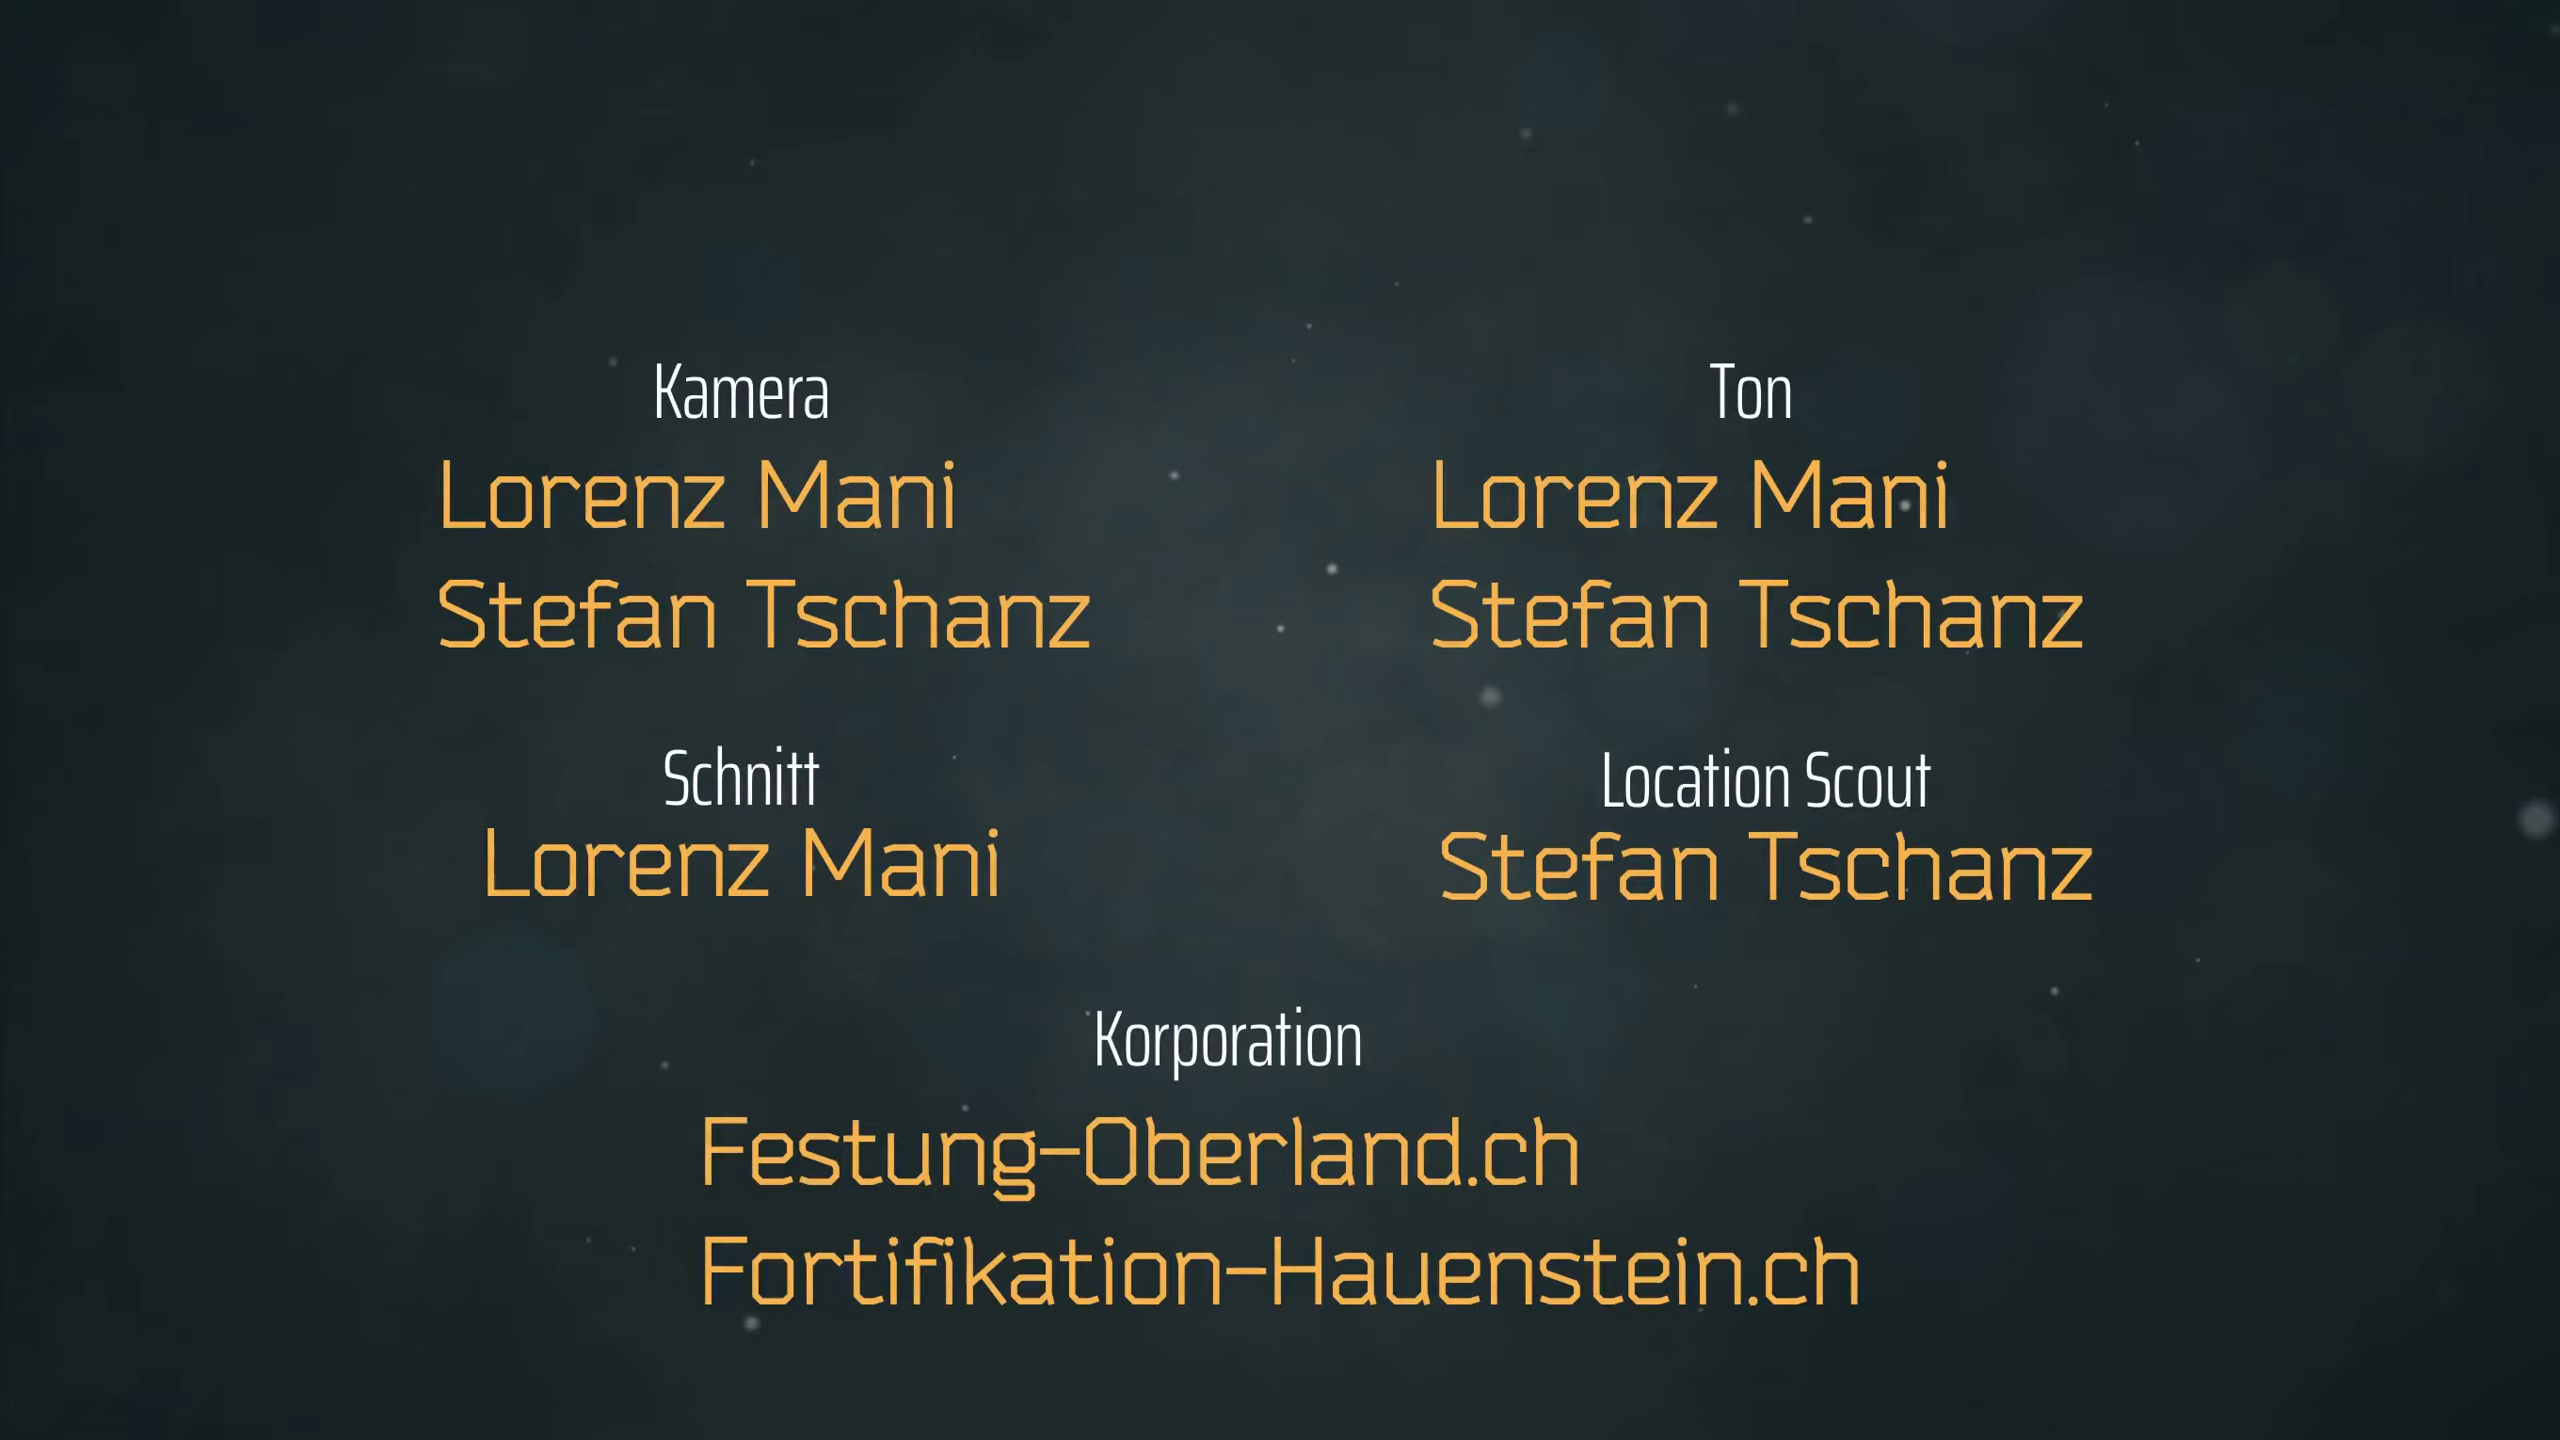 Kamera
Lorenz Mani
Stefan Tschanz
Ton
Lorenz Mani
Stefan Tschanz
Schnitt
Lorenz Mani
Location Scout
Stefan Tschanz
Korporation
Festung-Oberland.ch
Fortifikation-Hauenstein.ch